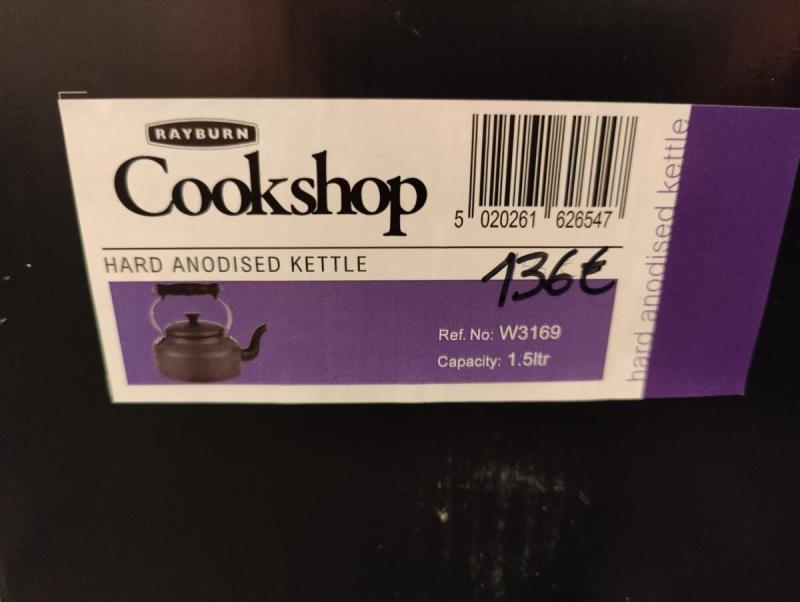 RAYBURN
Cookshop
5 020261 626547
HARD ANODISED KETTLE
136€
Ref. No: W3169
Capacity: 1.5ltr
hard anodised kettle